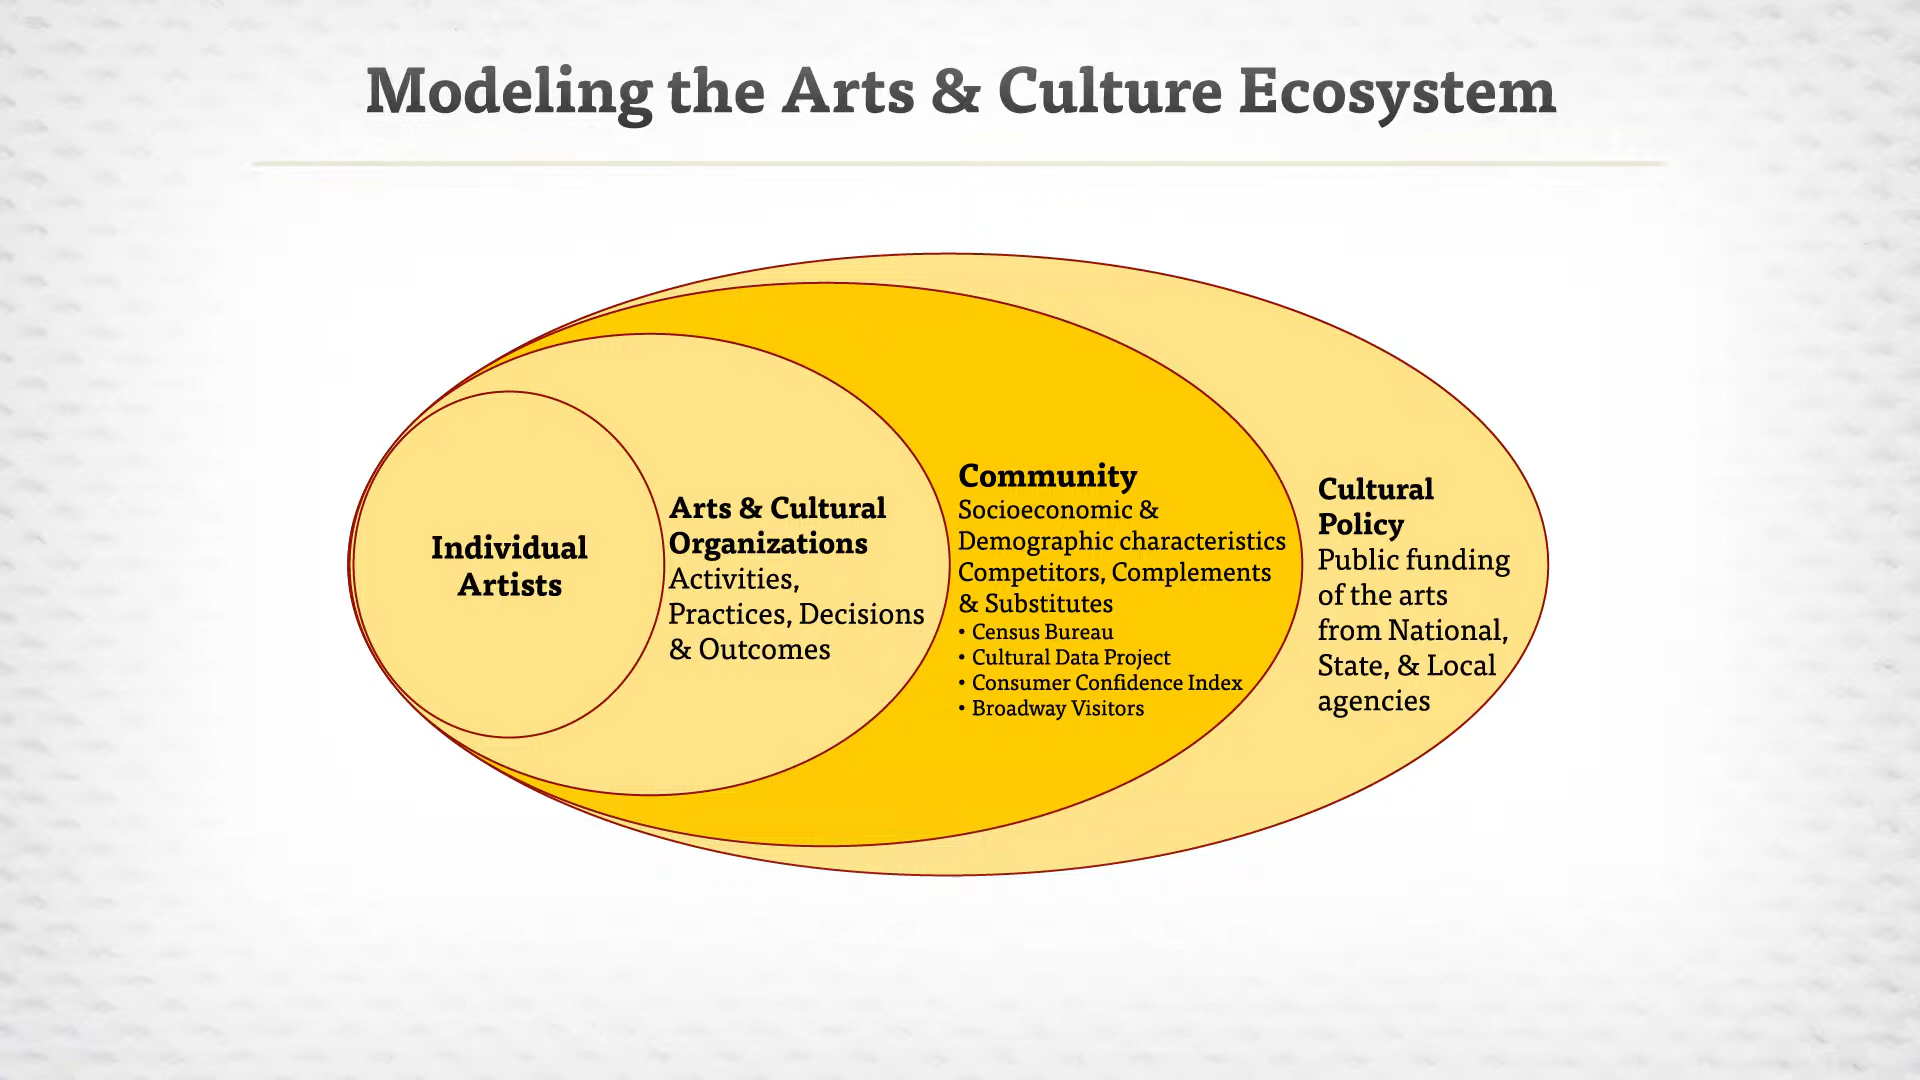 Modeling the Arts & Culture Ecosystem
Individual
Artists
Arts & Cultural
Organizations
Activities,
Practices, Decisions
& Outcomes
Community
Socioeconomic &
Demographic characteristics
Competitors, Complements
& Substitutes
• Census Bureau
• Cultural Data Project
• Consumer Confidence Index
• Broadway Visitors
Cultural
Policy
Public funding
of the arts
from National,
State, & Local
agencies